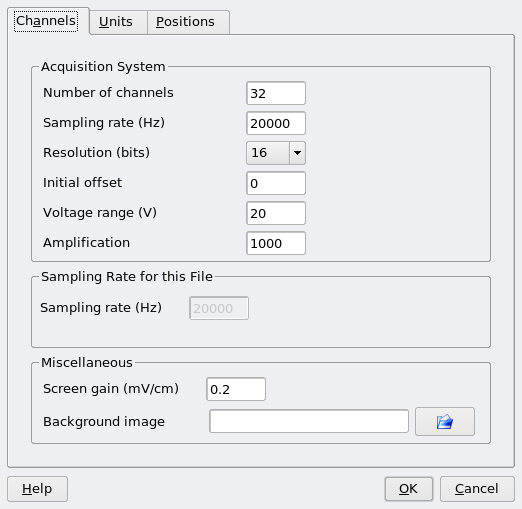 Channels Units Positions
Acquisition System
Number of channels 32
Sampling rate (Hz) 20000
Resolution (bits) 16
Initial offset 0
Voltage range (V) 20
Amplification 1000
Sampling Rate for this File
Sampling rate (Hz) 20000
Miscellaneous
Screen gain (mV/cm) 0.2
Background image
Help OK Cancel